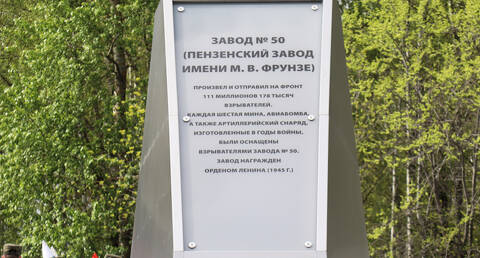 ЗАВОД № 50
(ПЕНЗЕНСКИЙ ЗАВОД
ИМЕНИ М. В. ФРУНЗЕ)
ПРОИЗВЕЛ И ОТПРАВИЛ НА ФРОНТ
111 МИЛЛИОНОВ 178 ТЫСЯЧ
ВЗРЫВАТЕЛЕЙ.
КАЖДАЯ ШЕСТАЯ МИНА, АВИАБОМБА,
А ТАКЖЕ АРТИЛЛЕРИЙСКИЙ СНАРЯД,
ИЗГОТОВЛЕННЫЕ В ГОДЫ ВОЙНЫ,
БЫЛИ ОСНАЩЕНЫ
ВЗРЫВАТЕЛЯМИ ЗАВОДА № 50.
ЗАВОД НАГРАЖДЕН
ОРДЕНОМ ЛЕНИНА (1945 Г.)